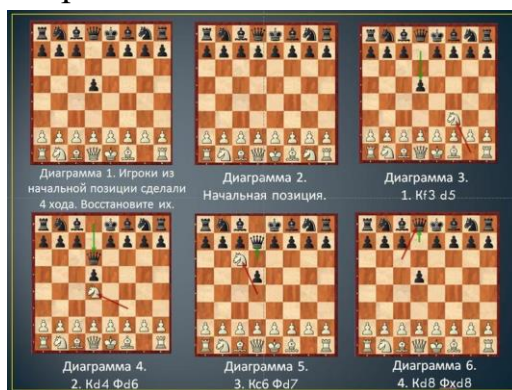 Диаграмма 1. Игроки из
начальной позиции сделали
4 хода. Восстановите их.
Диаграмма 2.
Начальная позиция.
Диаграмма 3.
1. Кf3 d5
Диаграмма 4.
2. Кd4 Фd6
Диаграмма 5.
3. Кc6 Фd7
Диаграмма 6.
4. Кd8 Фxd8